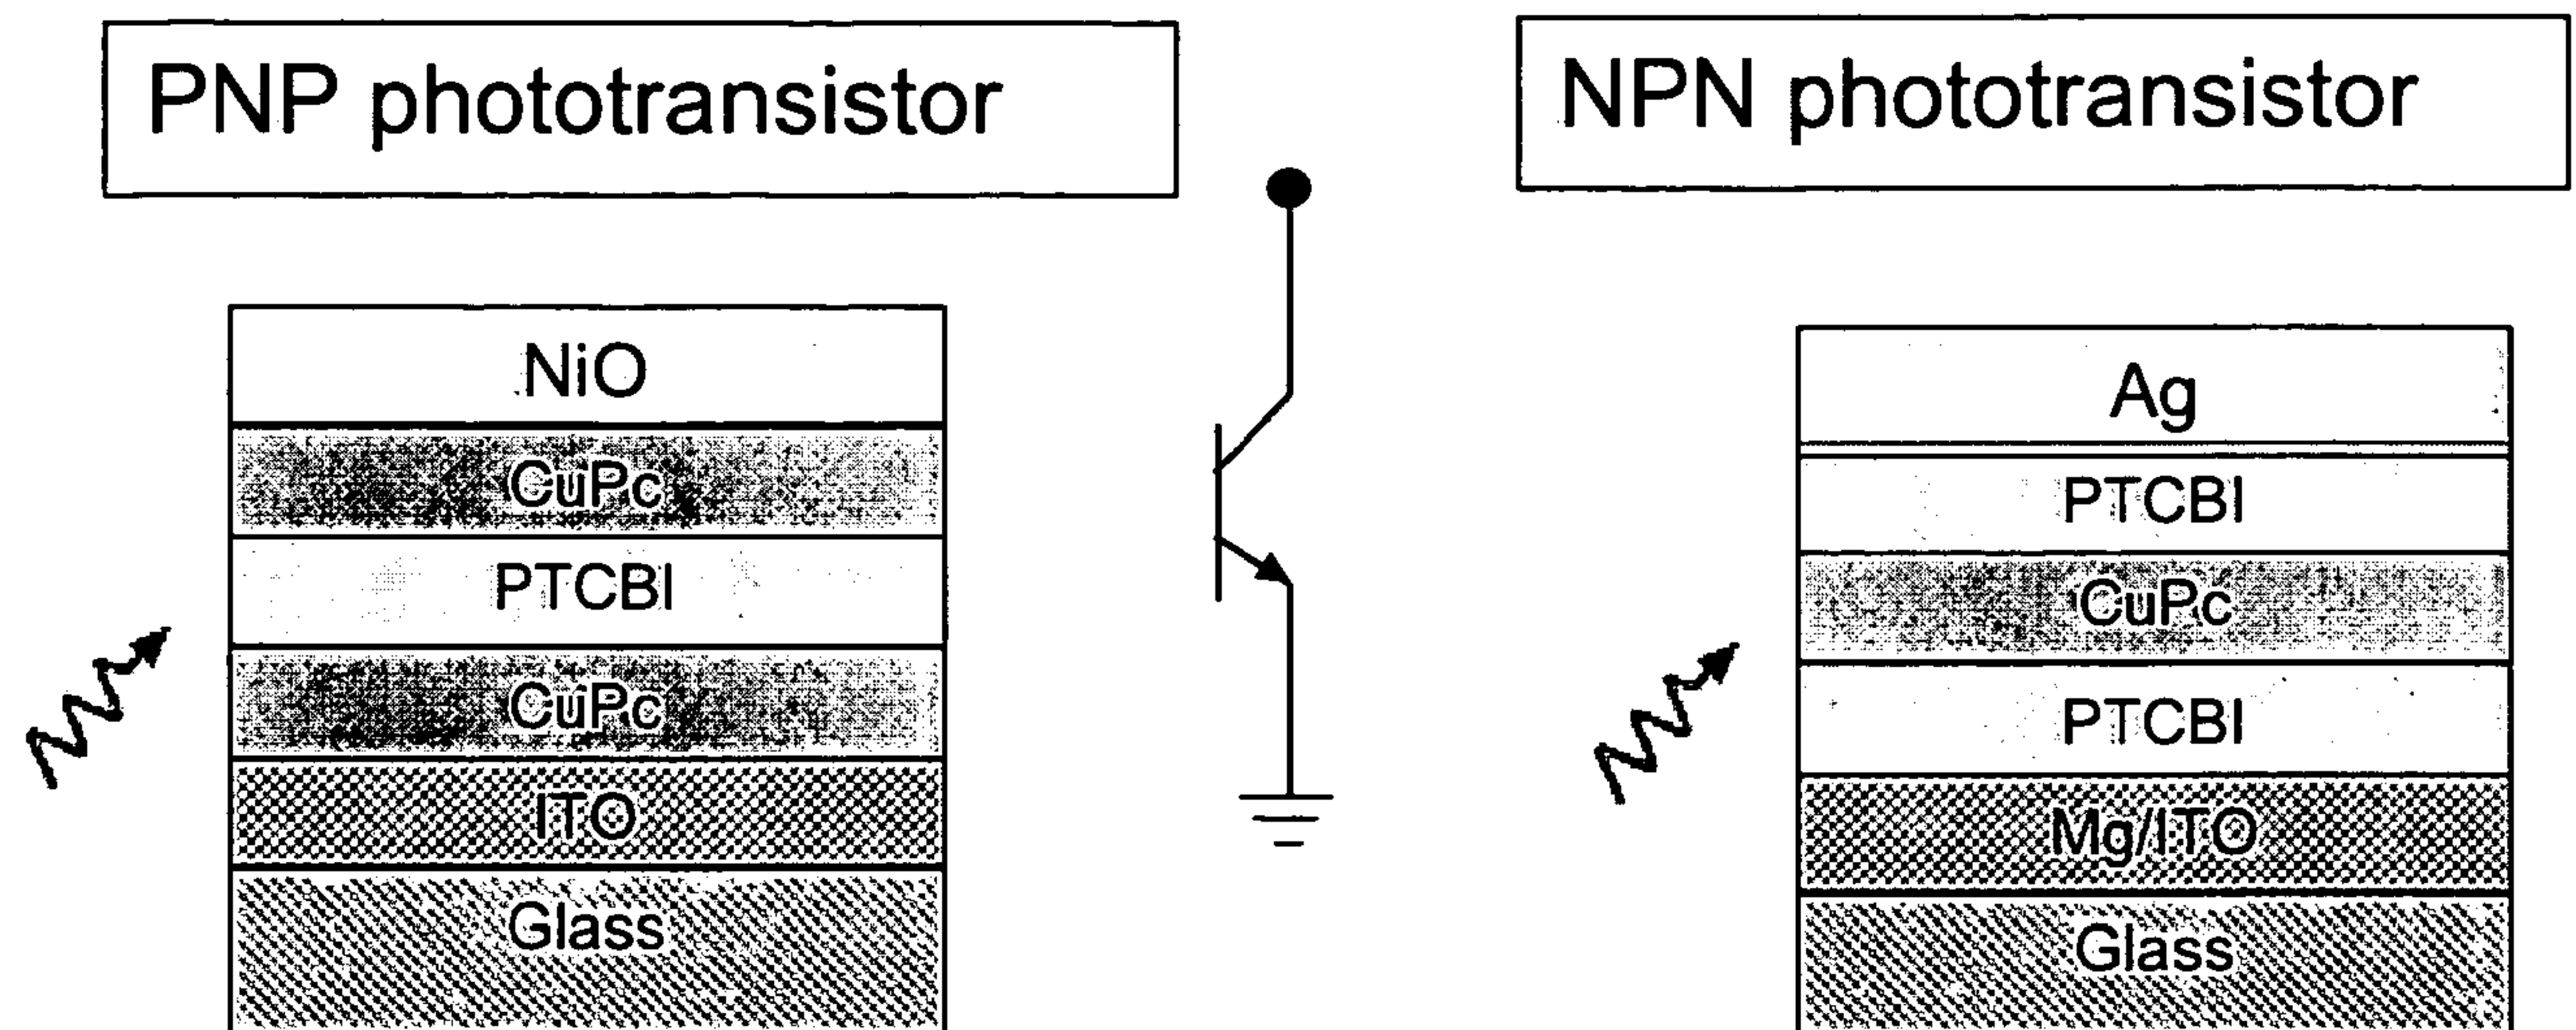 PNP phototransistor
NPN phototransistor
NiO
CuPc
PTCBI
CuPc
ITO
Glass
Ag
PTCBI
CuPc
PTCBI
Mg/ITO
Glass